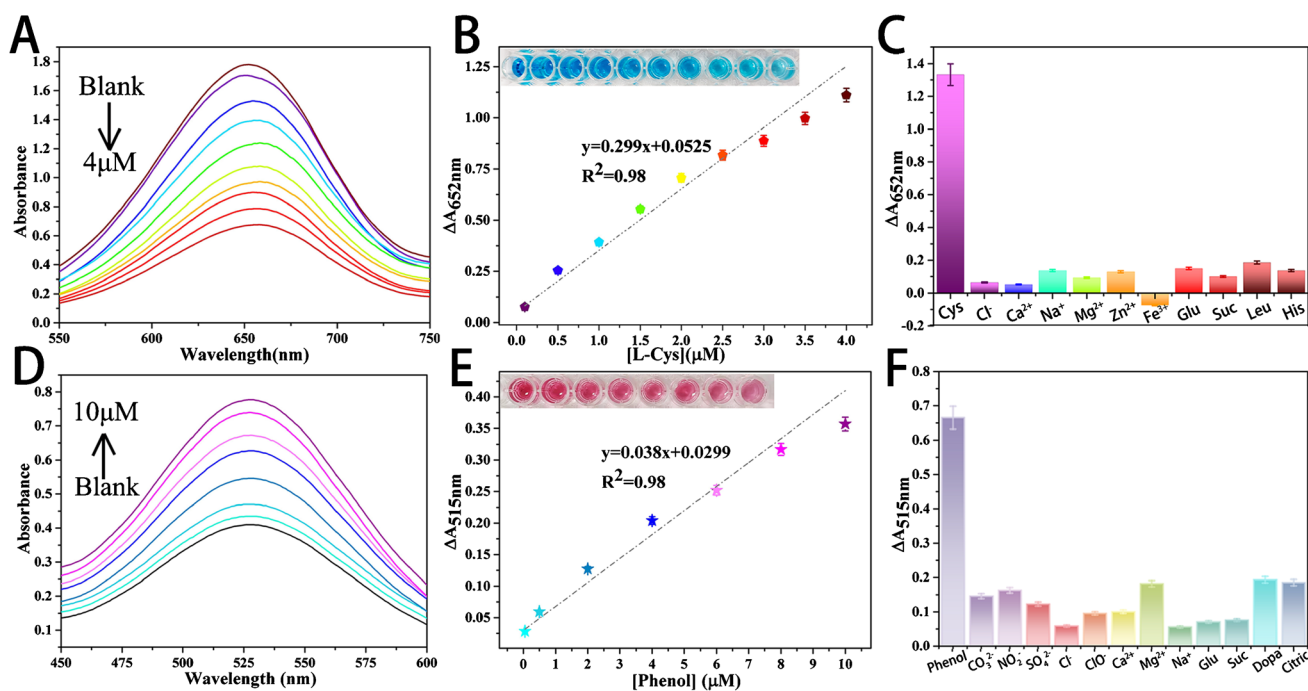 A
Blank
4μM
Absorbance
1.8
1.6
1.4
1.2
1.0
0.8
0.6
0.4
0.2
0.0
550
600
650
700
750
Wavelength(nm)
B
y=0.299x+0.0525
R²=0.98
ΔA652nm
1.25
1.00
0.75
0.50
0.25
0.00
0.0
0.5
1.0
1.5
2.0
2.5
3.0
3.5
4.0
[L-Cys](μM)
C
ΔA652nm
1.4
1.2
1.0
0.8
0.6
0.4
0.2
0.0
-0.2
Cys
Cl⁻
Ca²⁺
Na⁺
Mg²⁺
Zn²⁺
Fe³⁺
Glu
Suc
Leu
His
D
10μM
Blank
Absorbance
0.8
0.7
0.6
0.5
0.4
0.3
0.2
0.1
450
475
500
525
550
575
600
Wavelength (nm)
E
y=0.038x+0.0299
R²=0.98
ΔA515nm
0.40
0.35
0.30
0.25
0.20
0.15
0.10
0.05
0
1
2
3
4
5
6
7
8
9
10
[Phenol] (μM)
F
ΔA515nm
0.8
0.7
0.6
0.5
0.4
0.3
0.2
0.1
0.0
Phenol
CO₃²⁻
NO₂⁻
SO₄²⁻
Cl⁻
ClO⁻
Ca²⁺
Mg²⁺
Na⁺
Glu
Suc
Dopa
Citric